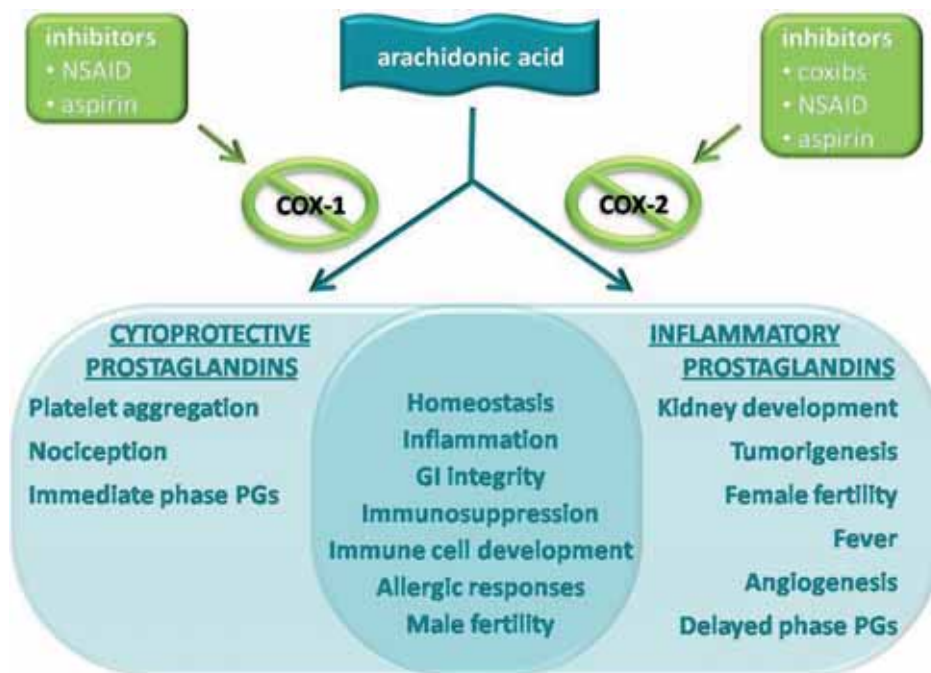 inhibitors
• NSAID
• aspirin
arachidonic acid
inhibitors
• coxibs
• NSAID
• aspirin
COX-1
COX-2
CYTOPROTECTIVE
PROSTAGLANDINS
Platelet aggregation
Nociception
Immediate phase PGs
Homeostasis
Inflammation
GI integrity
Immunosuppression
Immune cell development
Allergic responses
Male fertility
INFLAMMATORY
PROSTAGLANDINS
Kidney development
Tumorigenesis
Female fertility
Fever
Angiogenesis
Delayed phase PGs